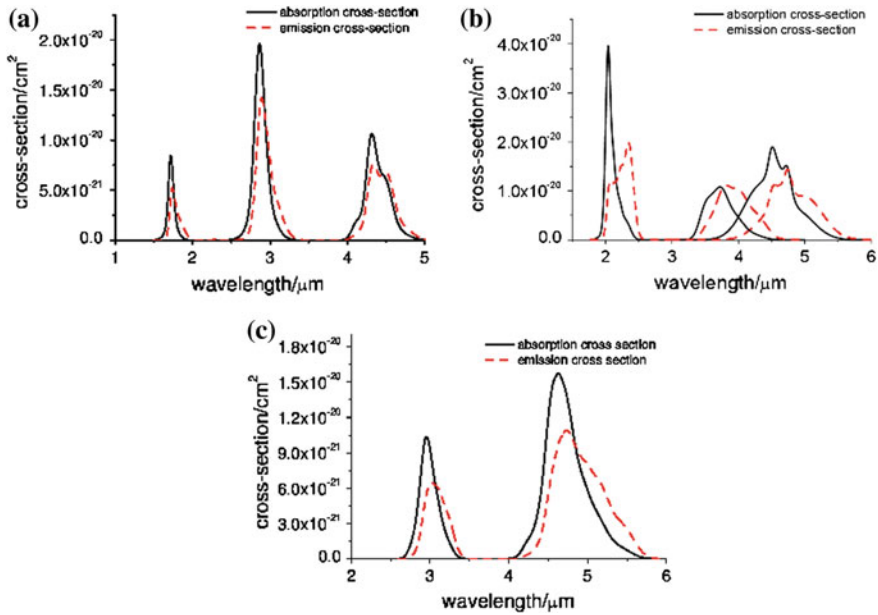 (a)
absorption cross-section
emission cross-section
2.0x10⁻²⁰
1.5x10⁻²⁰
1.0x10⁻²⁰
5.0x10⁻²¹
0.0
cross-section/cm²
1 2 3 4 5
wavelength/μm
(b)
absorption cross-section
emission cross-section
4.0x10⁻²⁰
3.0x10⁻²⁰
2.0x10⁻²⁰
1.0x10⁻²⁰
0.0
cross-section/cm²
2 3 4 5 6
wavelength/μm
(c)
absorption cross section
emission cross section
1.8x10⁻²⁰
1.5x10⁻²⁰
1.2x10⁻²⁰
9.0x10⁻²¹
6.0x10⁻²¹
3.0x10⁻²¹
0.0
cross-section/cm²
2 3 4 5 6
wavelength/μm